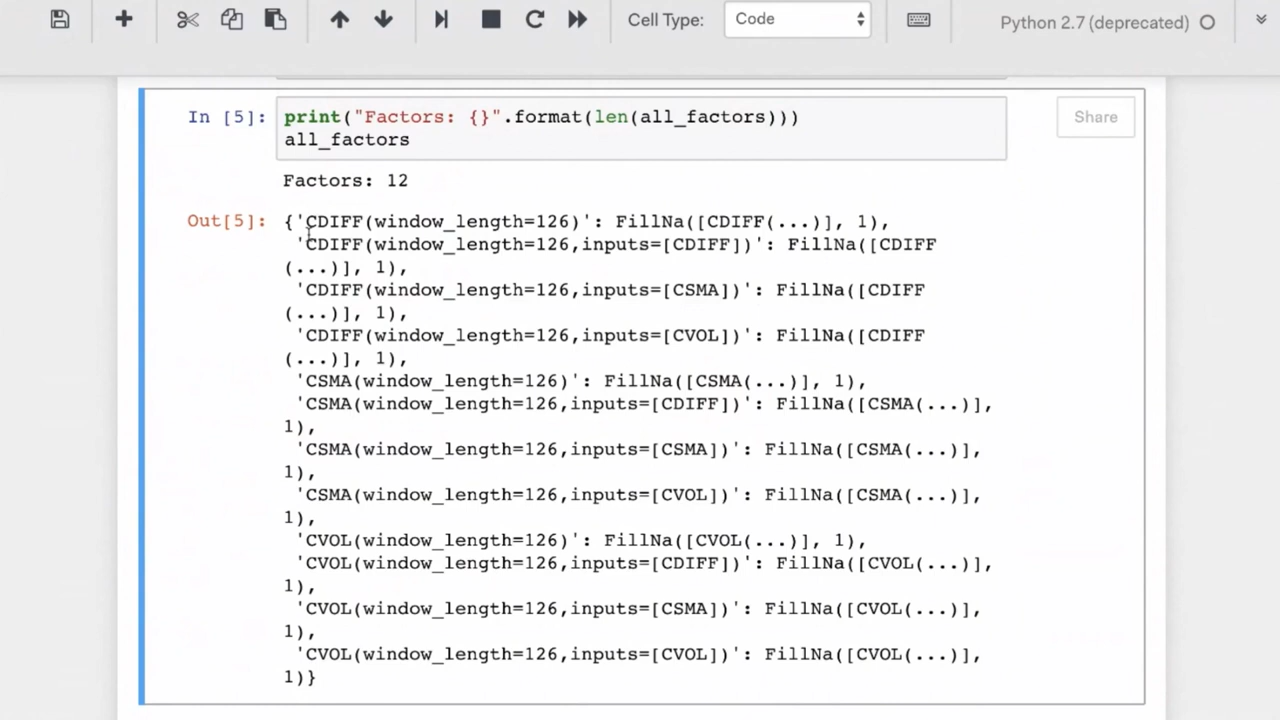 Cell Type: Code Python 2.7 (deprecated)
In [5]: print("Factors: {}".format(len(all_factors))) Share
all_factors
Factors: 12
Out[5]: {'CDIFF(window_length=126)': FillNa([CDIFF(...)], 1),
'CDIFF(window_length=126,inputs=[CDIFF])': FillNa([CDIFF
(...)], 1),
'CDIFF(window_length=126,inputs=[CSMA])': FillNa([CDIFF
(...)], 1),
'CDIFF(window_length=126,inputs=[CVOL])': FillNa([CDIFF
(...)], 1),
'CSMA(window_length=126)': FillNa([CSMA(...)], 1),
'CSMA(window_length=126,inputs=[CDIFF])': FillNa([CSMA(...)],
1),
'CSMA(window_length=126,inputs=[CSMA])': FillNa([CSMA(...)],
1),
'CSMA(window_length=126,inputs=[CVOL])': FillNa([CSMA(...)],
1),
'CVOL(window_length=126)': FillNa([CVOL(...)], 1),
'CVOL(window_length=126,inputs=[CDIFF])': FillNa([CVOL(...)],
1),
'CVOL(window_length=126,inputs=[CSMA])': FillNa([CVOL(...)],
1),
'CVOL(window_length=126,inputs=[CVOL])': FillNa([CVOL(...)],
1)}